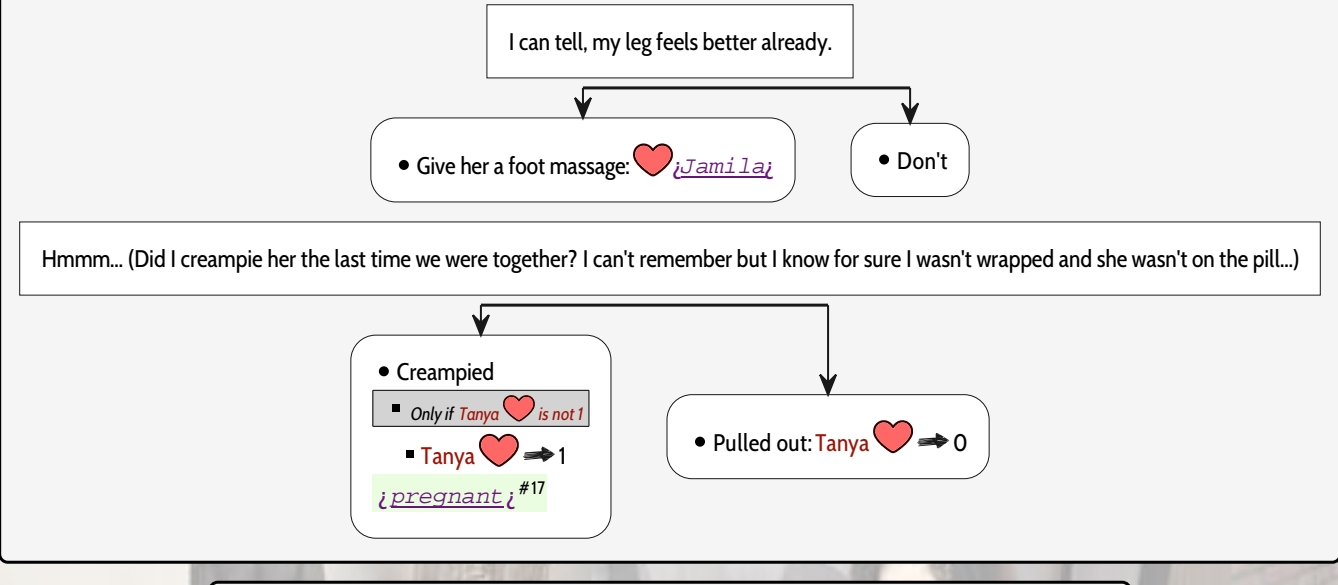 I can tell, my leg feels better already.
• Give her a foot massage: ¿Jamila¿
• Don't
Hmmm... (Did I creampie her the last time we were together? I can't remember but I know for sure I wasn't wrapped and she wasn't on the pill...)
• Creampied
▪ Only if Tanya is not 1
▪ Tanya ➡ 1
¿pregnant¿#17
• Pulled out: Tanya ➡ 0